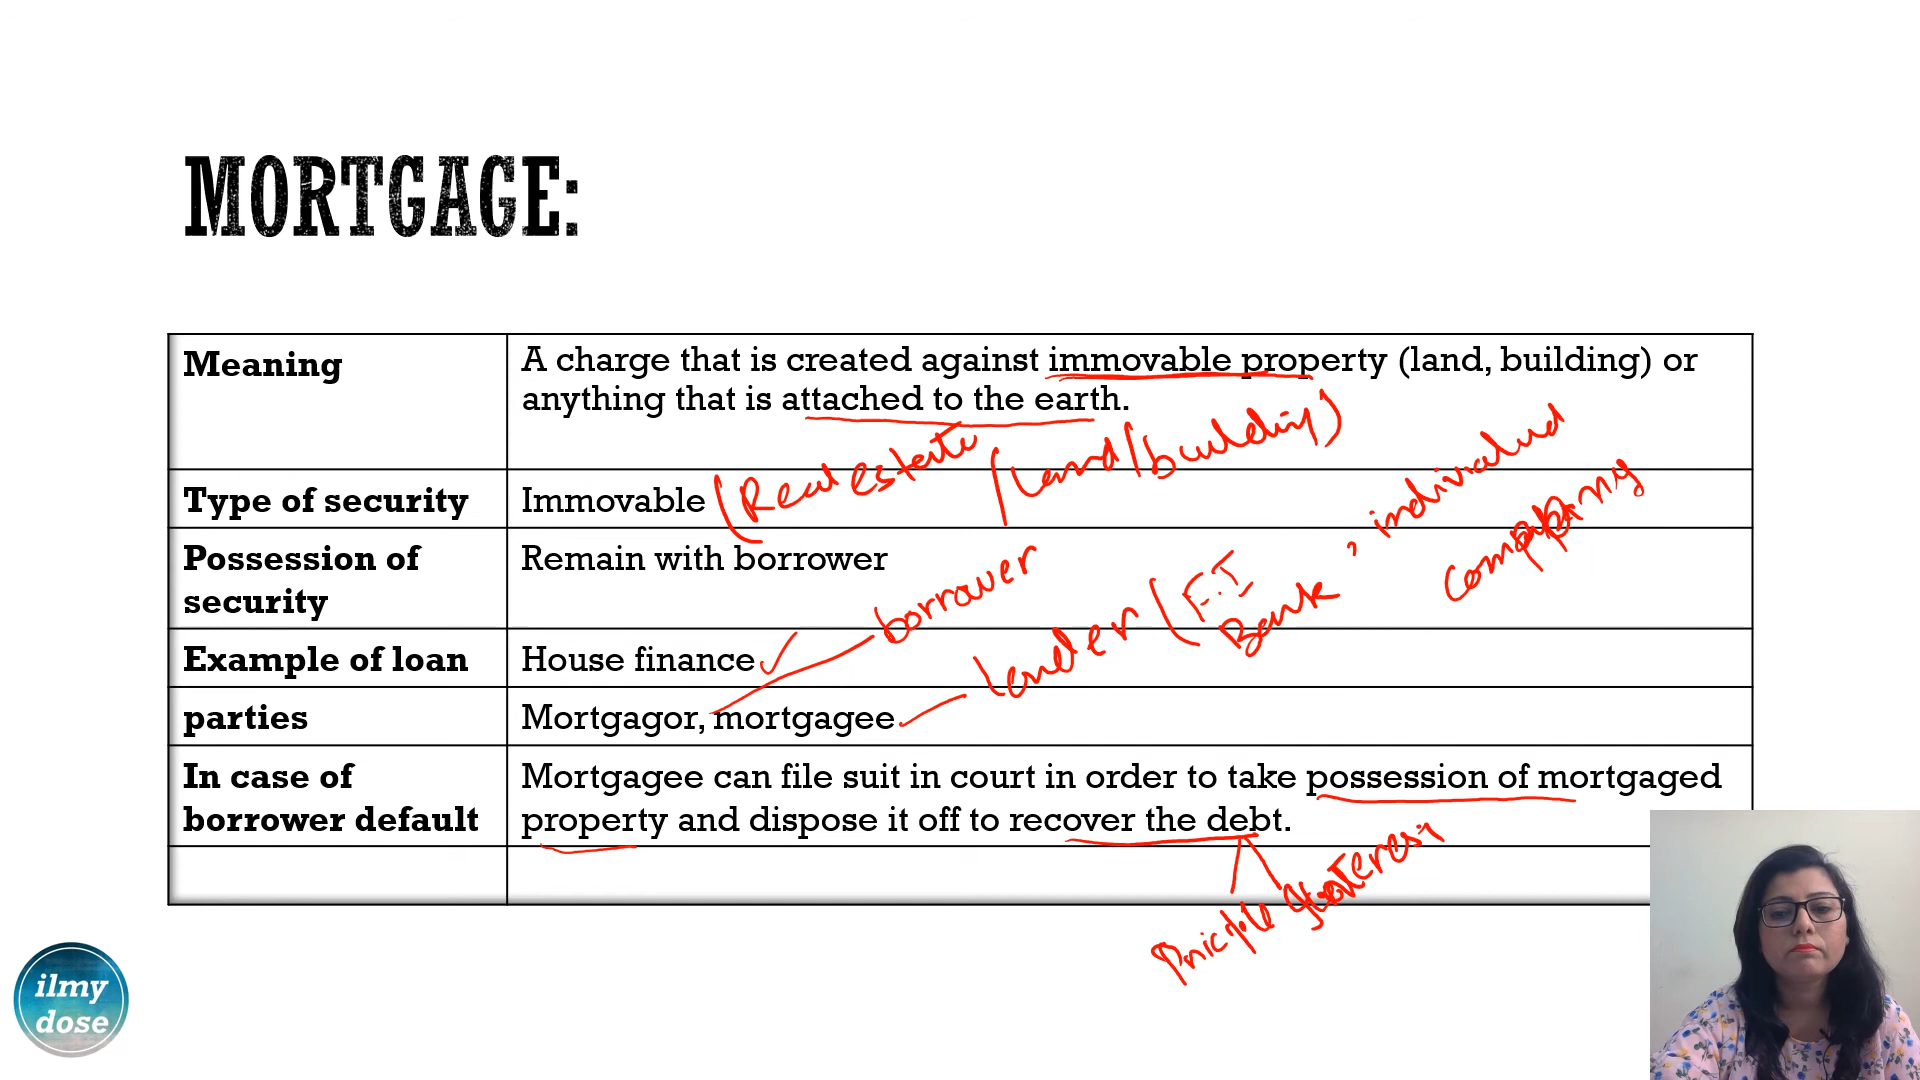 MORTGAGE:
Meaning
A charge that is created against immovable property (land, building) or
anything that is attached to the earth.
(Real estate / Land / building)
Type of security
Immovable
Possession of
security
Remain with borrower
borrower
Lender (F.I
Bank , individual
company
Example of loan
House finance
parties
Mortgagor, mortgagee
In case of
borrower default
Mortgagee can file suit in court in order to take possession of mortgaged
property and dispose it off to recover the debt.
ilmy
dose